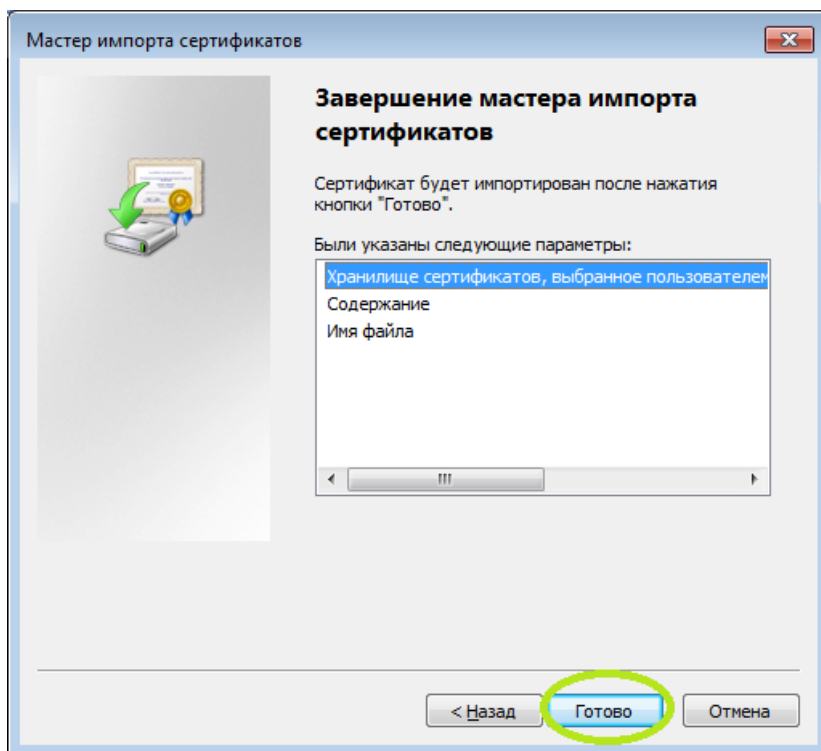 Мастер импорта сертификатов
Завершение мастера импорта
сертификатов
Сертификат будет импортирован после нажатия
кнопки "Готово".
Были указаны следующие параметры:
Хранилище сертификатов, выбранное пользователем
Содержание
Имя файла
< Назад
Готово
Отмена